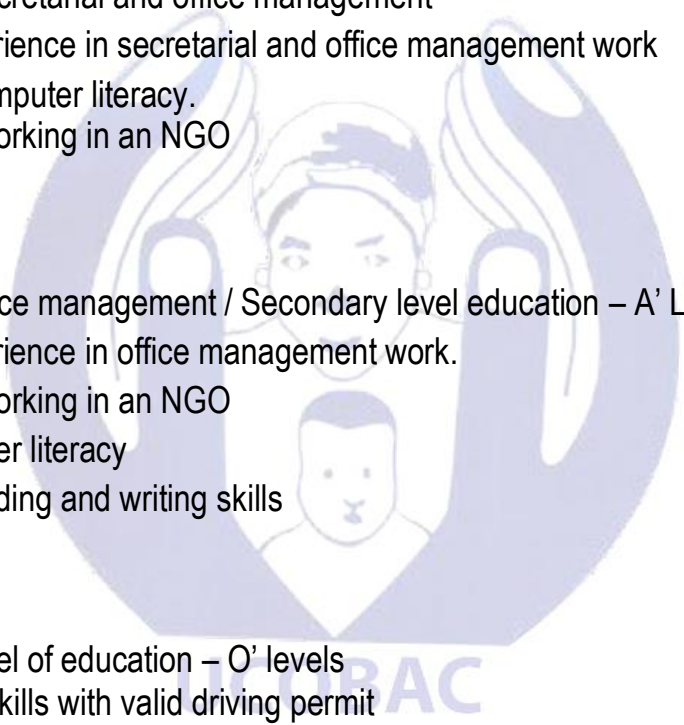 cretarial and office management
rience in secretarial and office management work
mputer literacy.
orking in an NGO
ce management / Secondary level education – A’ L
rience in office management work.
orking in an NGO
er literacy
ding and writing skills
el of education – O’ levels
UCOBAC
kills with valid driving permit